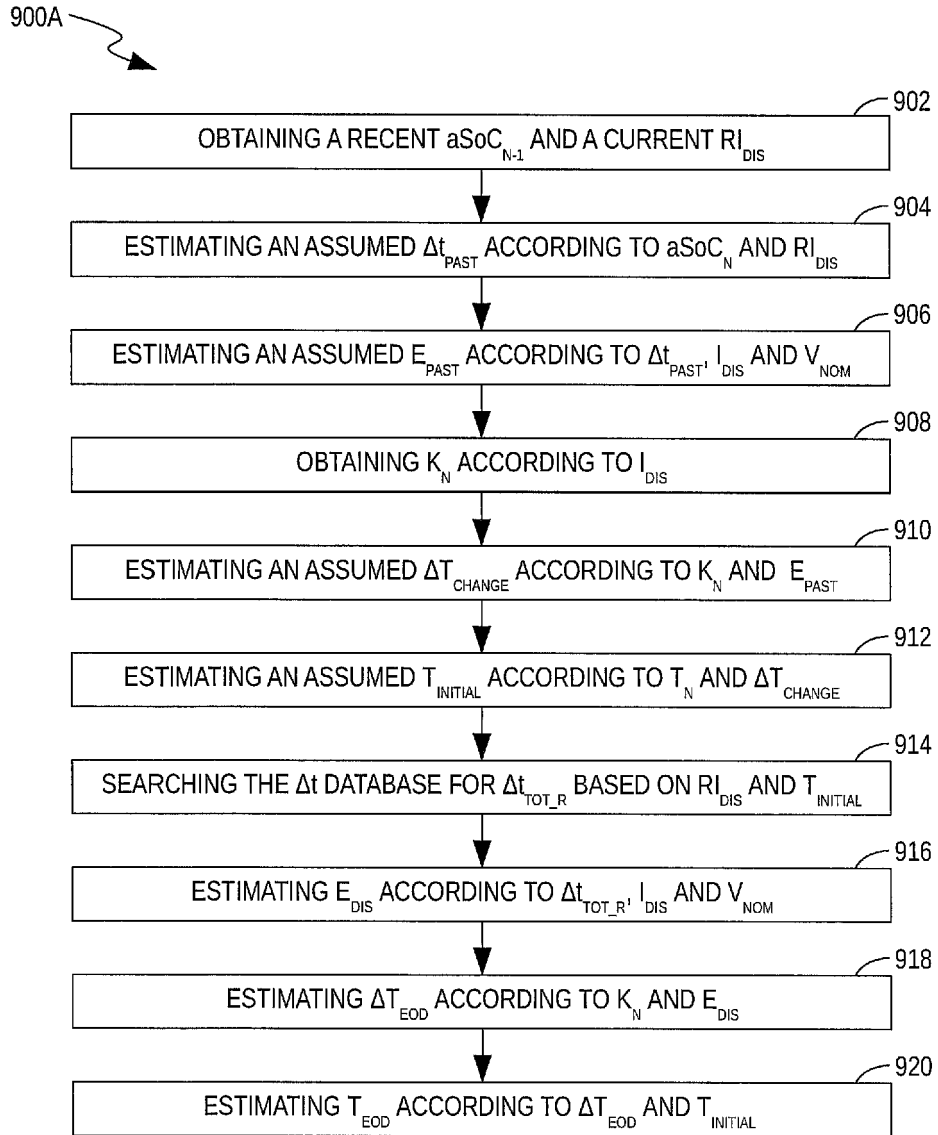 900A
902
OBTAINING A RECENT aSoC_N-1 AND A CURRENT RI_DIS
904
ESTIMATING AN ASSUMED Δt_PAST ACCORDING TO aSoC_N AND RI_DIS
906
ESTIMATING AN ASSUMED E_PAST ACCORDING TO Δt_PAST, I_DIS AND V_NOM
908
OBTAINING K_N ACCORDING TO I_DIS
910
ESTIMATING AN ASSUMED ΔT_CHANGE ACCORDING TO K_N AND E_PAST
912
ESTIMATING AN ASSUMED T_INITIAL ACCORDING TO T_N AND ΔT_CHANGE
914
SEARCHING THE Δt DATABASE FOR Δt_TOT_R BASED ON RI_DIS AND T_INITIAL
916
ESTIMATING E_DIS ACCORDING TO Δt_TOT_R, I_DIS AND V_NOM
918
ESTIMATING ΔT_EOD ACCORDING TO K_N AND E_DIS
920
ESTIMATING T_EOD ACCORDING TO ΔT_EOD AND T_INITIAL